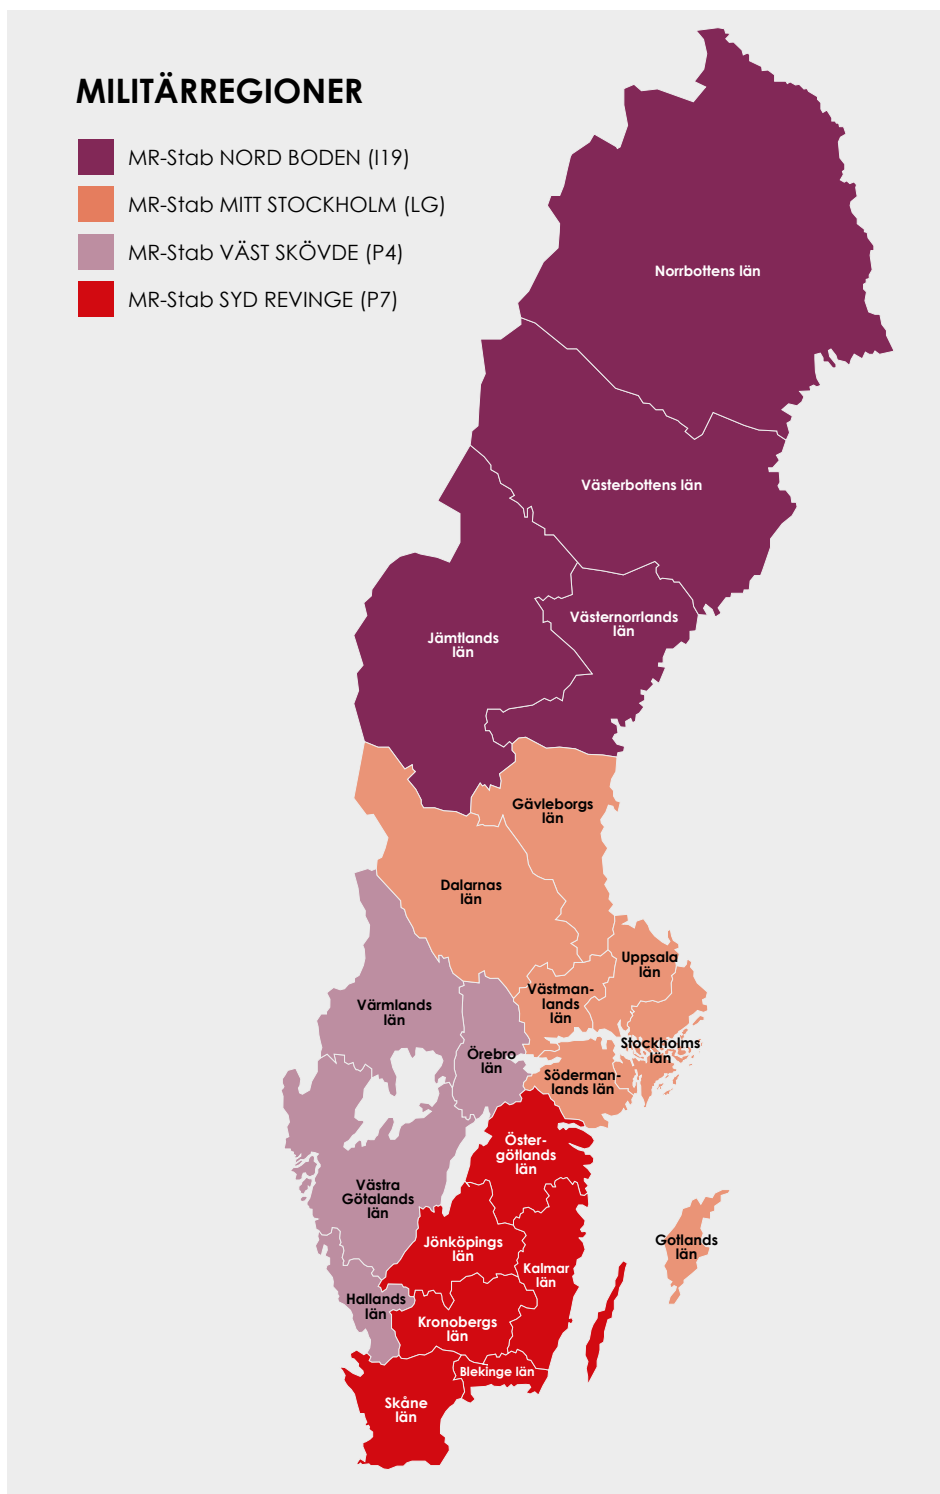 MILITÄRREGIONER
MR-Stab NORD BODEN (I19)
MR-Stab MITT STOCKHOLM (LG)
MR-Stab VÄST SKÖVDE (P4)
MR-Stab SYD REVINGE (P7)
Norrbottens län
Västerbottens län
Västernorrlands
län
Jämtlands
län
Gävleborgs
län
Dalarnas
län
Uppsala
län
Västman-
lands
län
Värmlands
län
Stockholms
län
Örebro
län
Söderman-
lands län
Öster-
götlands
län
Västra
Götalands
län
Gotlands
län
Jönköpings
län
Kalmar
län
Hallands
län
Kronobergs
län
Blekinge län
Skåne
län